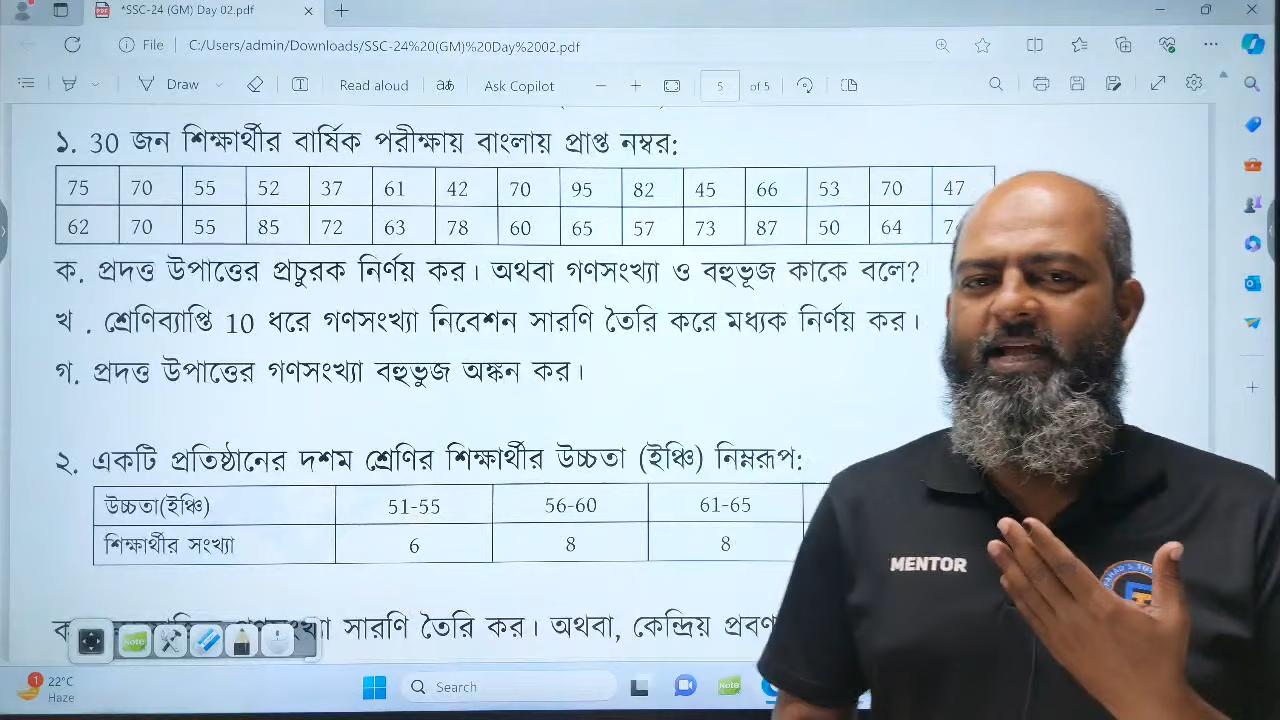 *SSC-24 (GM) Day 02.pdf
File C:/Users/admin/Downloads/SSC-24%20(GM)%20Day%2002.pdf
Draw Read aloud aあ Ask Copilot 5 of 5
১. 30 জন শিক্ষার্থীর বার্ষিক পরীক্ষায় বাংলায় প্রাপ্ত নম্বর:
75 70 55 52 37 61 42 70 95 82 45 66 53 70 47
62 70 55 85 72 63 78 60 65 57 73 87 50 64
ক. প্রদত্ত উপাত্তের প্রচুরক নির্ণয় কর। অথবা গণসংখ্যা ও বহুভূজ কাকে বলে?
খ . শ্রেণিব্যাপ্তি 10 ধরে গণসংখ্যা নিবেশন সারণি তৈরি করে মধ্যক নির্ণয় কর।
গ. প্রদত্ত উপাত্তের গণসংখ্যা বহুভুজ অঙ্কন কর।
২. একটি প্রতিষ্ঠানের দশম শ্রেণির শিক্ষার্থীর উচ্চতা (ইঞ্চি) নিম্নরূপ:
উচ্চতা(ইঞ্চি) 51-55 56-60 61-65
শিক্ষার্থীর সংখ্যা 6 8 8
MENTOR
সারণি তৈরি কর। অথবা, কেন্দ্রিয়
Note
1 22°C
Haze
Search
Note